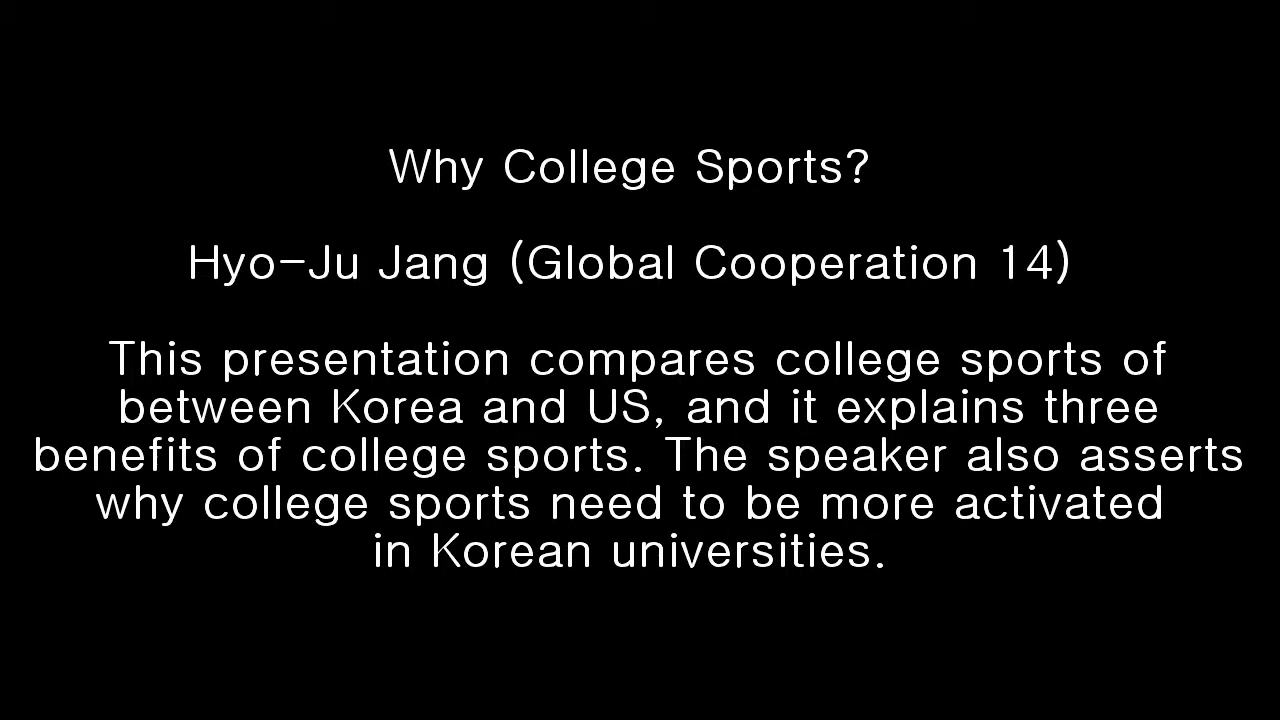 Why College Sports?
Hyo-Ju Jang (Global Cooperation 14)
This presentation compares college sports of
between Korea and US, and it explains three
benefits of college sports. The speaker also asserts
why college sports need to be more activated
in Korean universities.